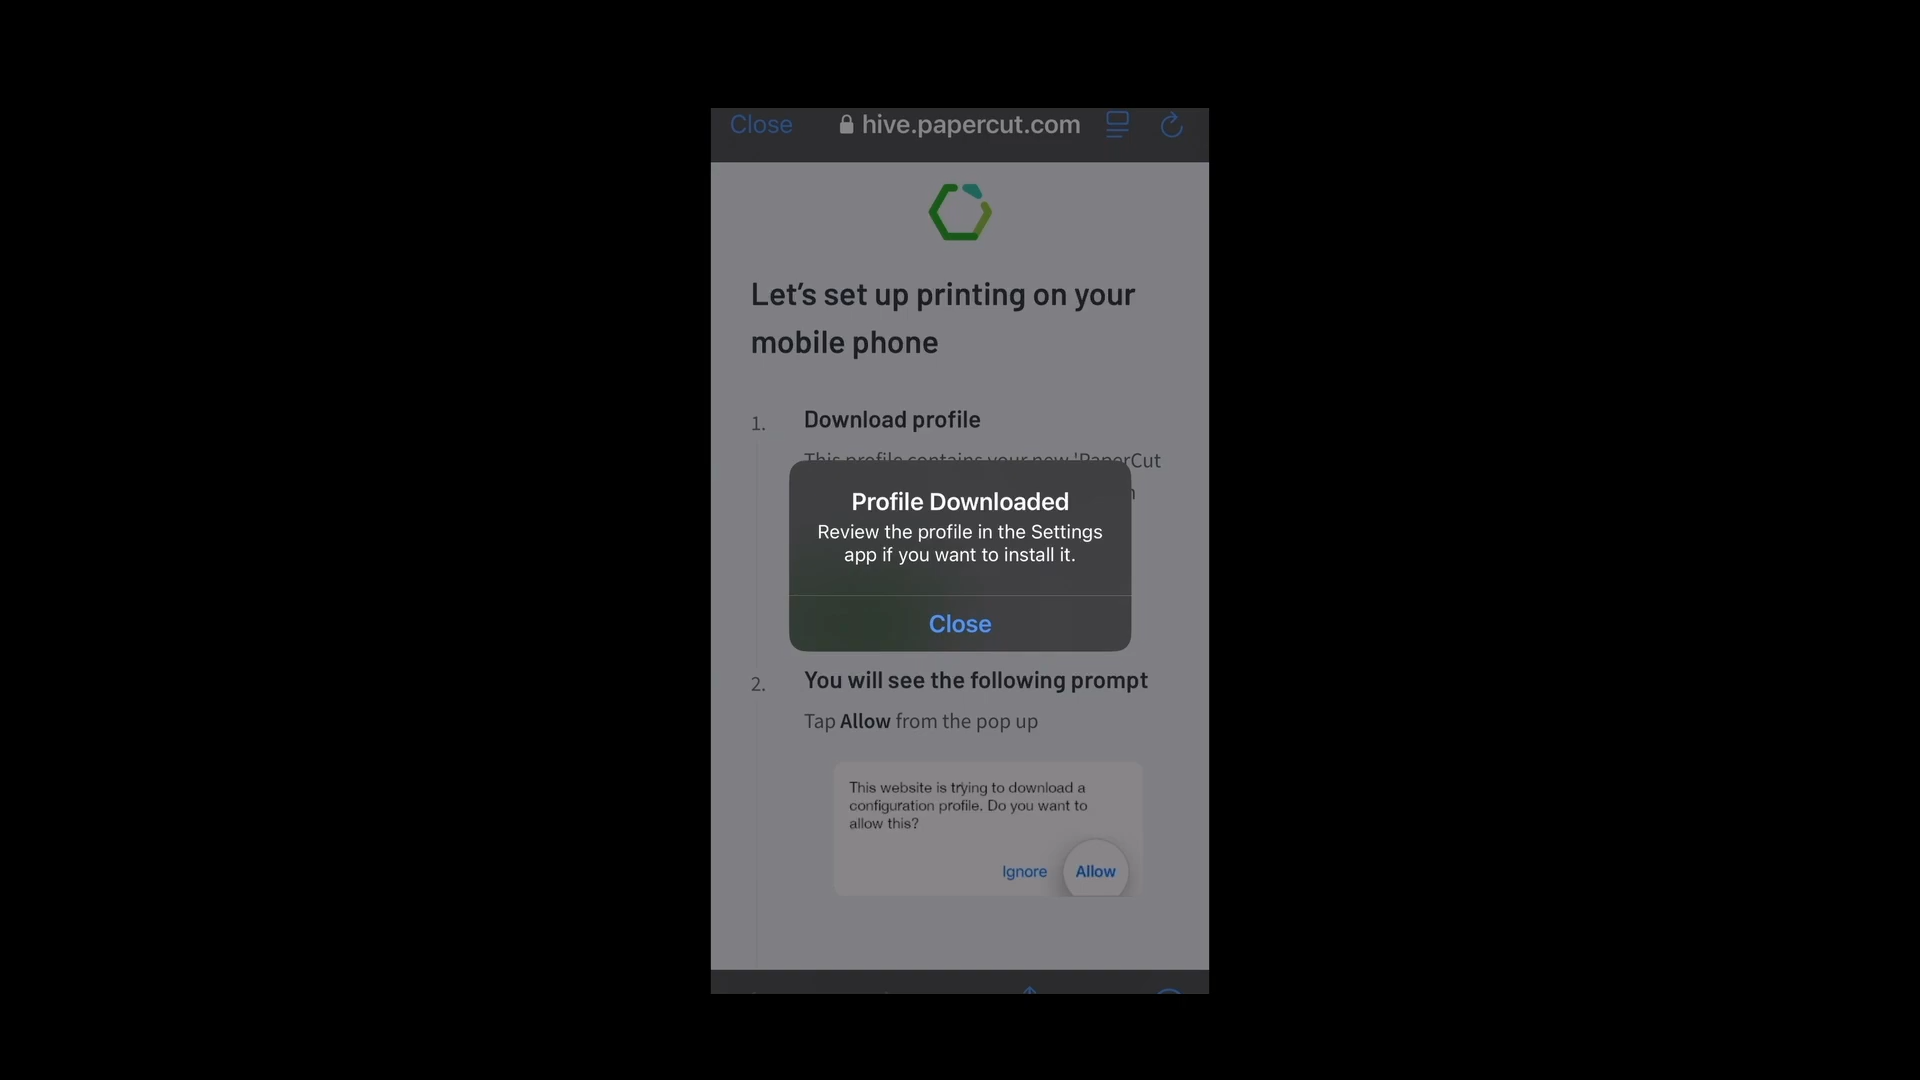 Close hive.papercut.com
Let's set up printing on your
mobile phone
1. Download profile
This profile contains your new 'PaperCut
Profile Downloaded
Review the profile in the Settings
app if you want to install it.
Close
2. You will see the following prompt
Tap Allow from the pop up
This website is trying to download a
configuration profile. Do you want to
allow this?
Ignore Allow